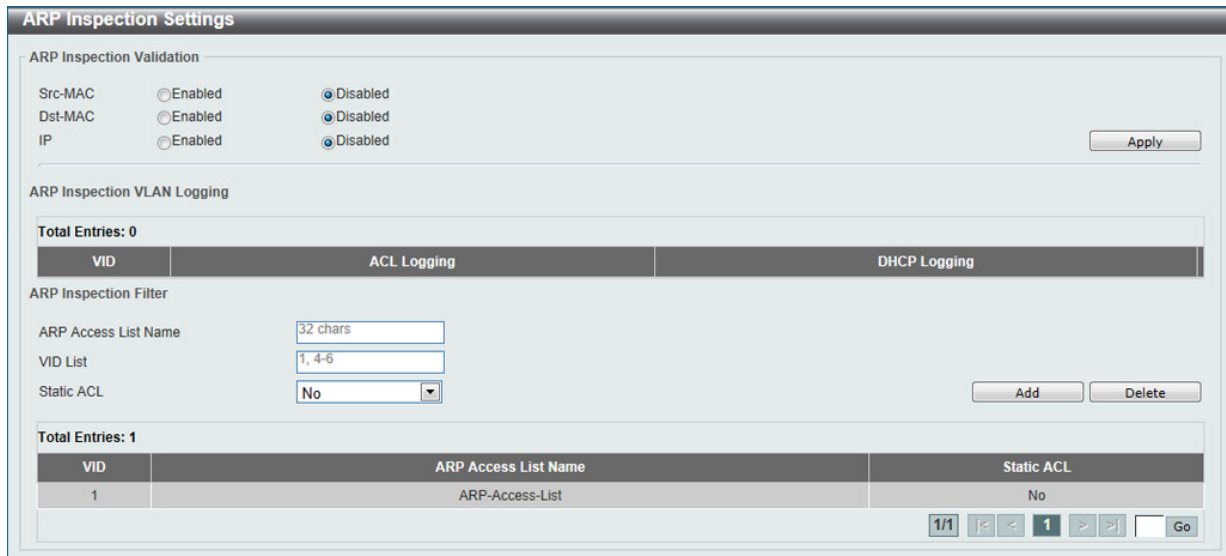 ARP Inspection Settings
ARP Inspection Validation
Src-MAC Enabled Disabled
Dst-MAC Enabled Disabled
IP Enabled Disabled Apply
ARP Inspection VLAN Logging
Total Entries: 0
VID ACL Logging DHCP Logging
ARP Inspection Filter
ARP Access List Name 32 chars
VID List 1, 4-6
Static ACL No Add Delete
Total Entries: 1
VID ARP Access List Name Static ACL
1 ARP-Access-List No
1/1 |< < 1 > >| Go